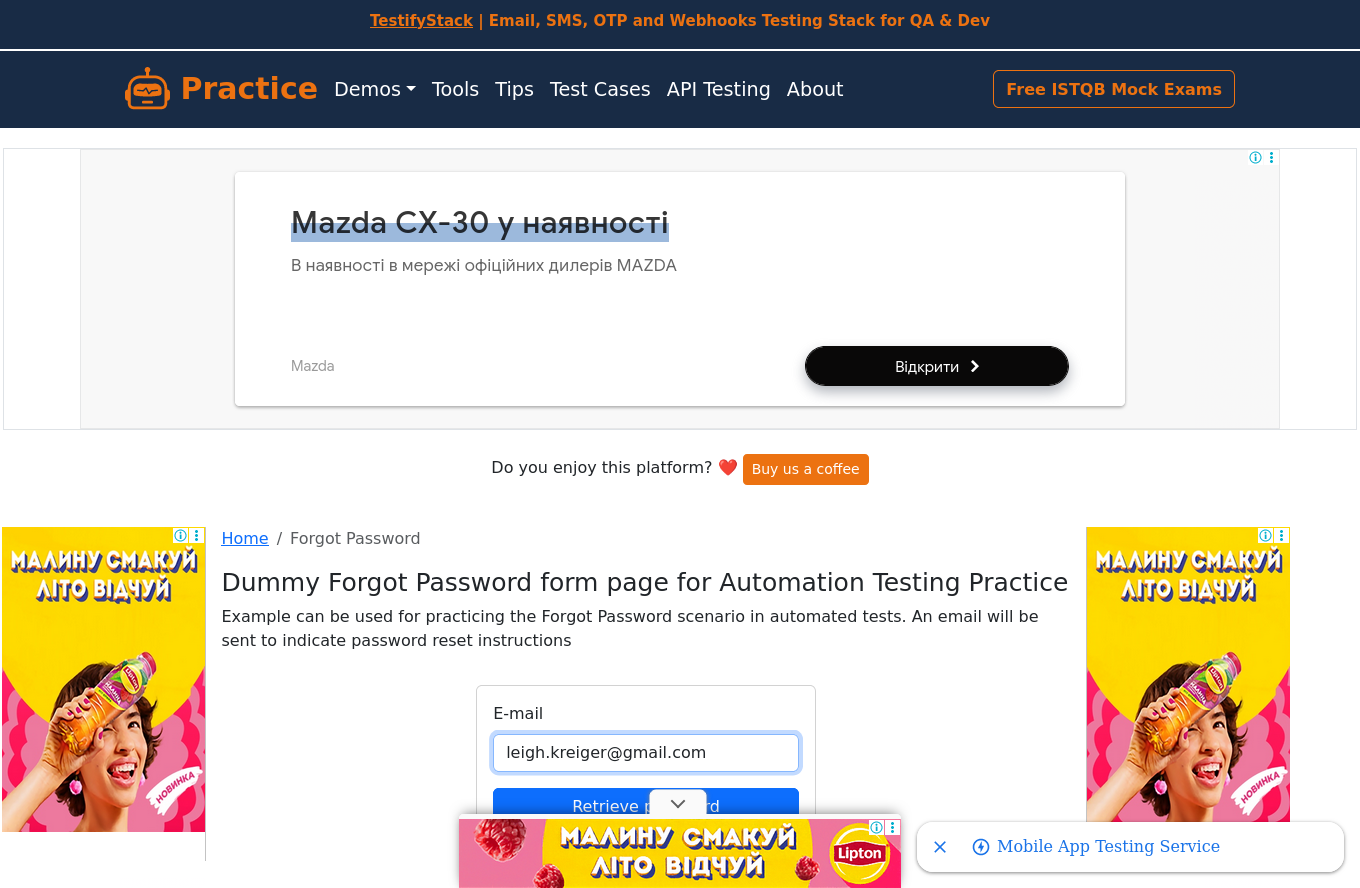 TestifyStack | Email, SMS, OTP and Webhooks Testing Stack for QA & Dev
Practice
Demos
Tools
Tips
Test Cases
API Testing
About
Free ISTQB Mock Exams
Mazda CX-30 у наявності
В наявності в мережі офіційних дилерів MAZDA
Mazda
Відкрити
Do you enjoy this platform? ❤️ Buy us a coffee
МАЛИНУ СМАКУЙ
ЛІТО ВІДЧУЙ
НОВИНКА
Home / Forgot Password
Dummy Forgot Password form page for Automation Testing Practice
Example can be used for practicing the Forgot Password scenario in automated tests. An email will be
sent to indicate password reset instructions
E-mail
leigh.kreiger@gmail.com
Retrieve
МАЛИНУ СМАКУЙ
ЛІТО ВІДЧУЙ
НОВИНКА
МАЛИНУ СМАКУЙ
ЛІТО ВІДЧУЙ
Lipton
Mobile App Testing Service